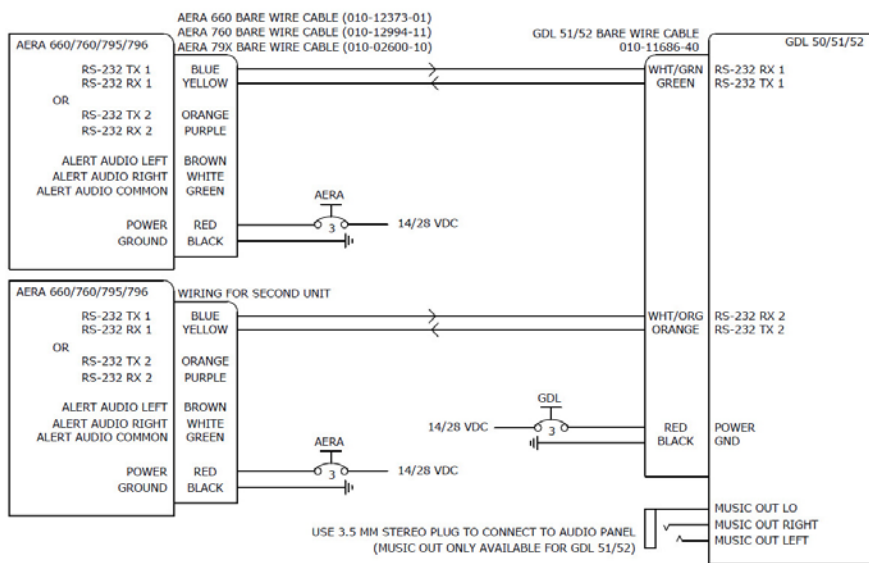 AERA 660 BARE WIRE CABLE (010-12373-01)
AERA 760 BARE WIRE CABLE (010-12994-11)
AERA 79X BARE WIRE CABLE (010-02600-10)
GDL 51/52 BARE WIRE CABLE
010-11686-40
AERA 660/760/795/796
GDL 50/51/52
RS-232 TX 1 BLUE
RS-232 RX 1 YELLOW
OR
RS-232 TX 2 ORANGE
RS-232 RX 2 PURPLE
ALERT AUDIO LEFT BROWN
ALERT AUDIO RIGHT WHITE
ALERT AUDIO COMMON GREEN
POWER RED
GROUND BLACK
AERA
3
14/28 VDC
WHT/GRN RS-232 RX 1
GREEN RS-232 TX 1
AERA 660/760/795/796
WIRING FOR SECOND UNIT
RS-232 TX 1 BLUE
RS-232 RX 1 YELLOW
OR
RS-232 TX 2 ORANGE
RS-232 RX 2 PURPLE
ALERT AUDIO LEFT BROWN
ALERT AUDIO RIGHT WHITE
ALERT AUDIO COMMON GREEN
POWER RED
GROUND BLACK
AERA
3
14/28 VDC
WHT/ORG RS-232 RX 2
ORANGE RS-232 TX 2
GDL
14/28 VDC
3
RED POWER
BLACK GND
MUSIC OUT LO
MUSIC OUT RIGHT
MUSIC OUT LEFT
USE 3.5 MM STEREO PLUG TO CONNECT TO AUDIO PANEL
(MUSIC OUT ONLY AVAILABLE FOR GDL 51/52)